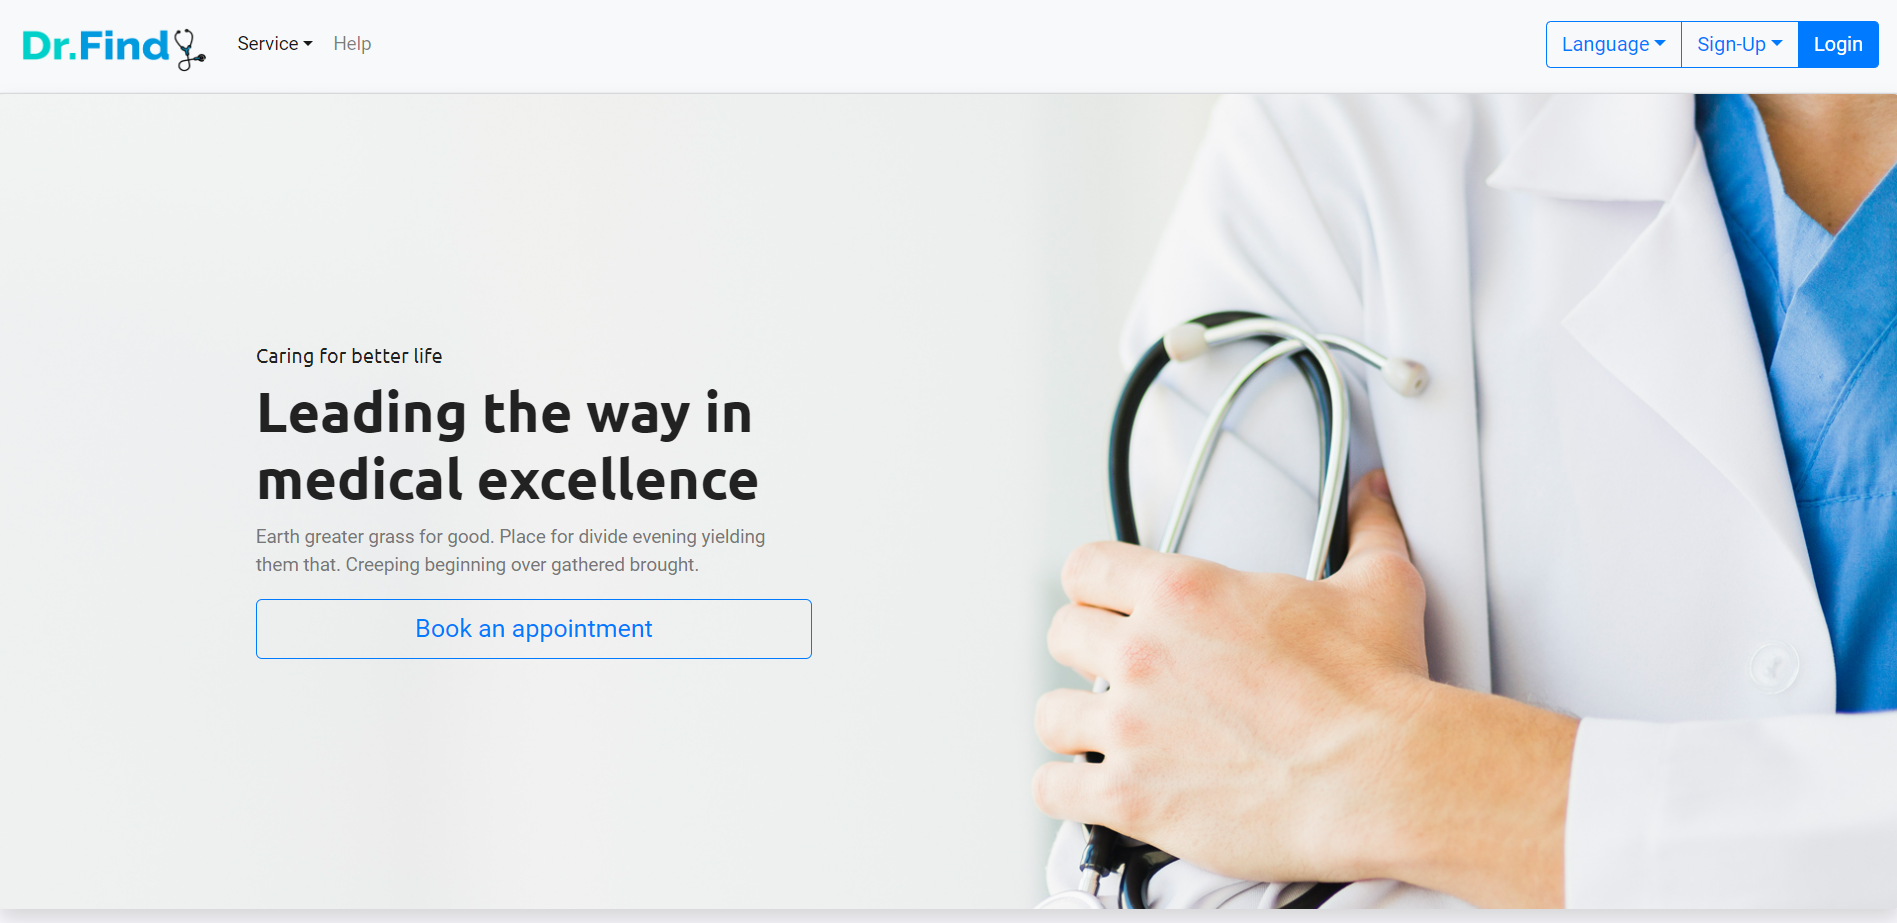 Dr.Find
Service
Help
Language
Sign-Up
Login
Caring for better life
Leading the way in
medical excellence
Earth greater grass for good. Place for divide evening yielding
them that. Creeping beginning over gathered brought.
Book an appointment